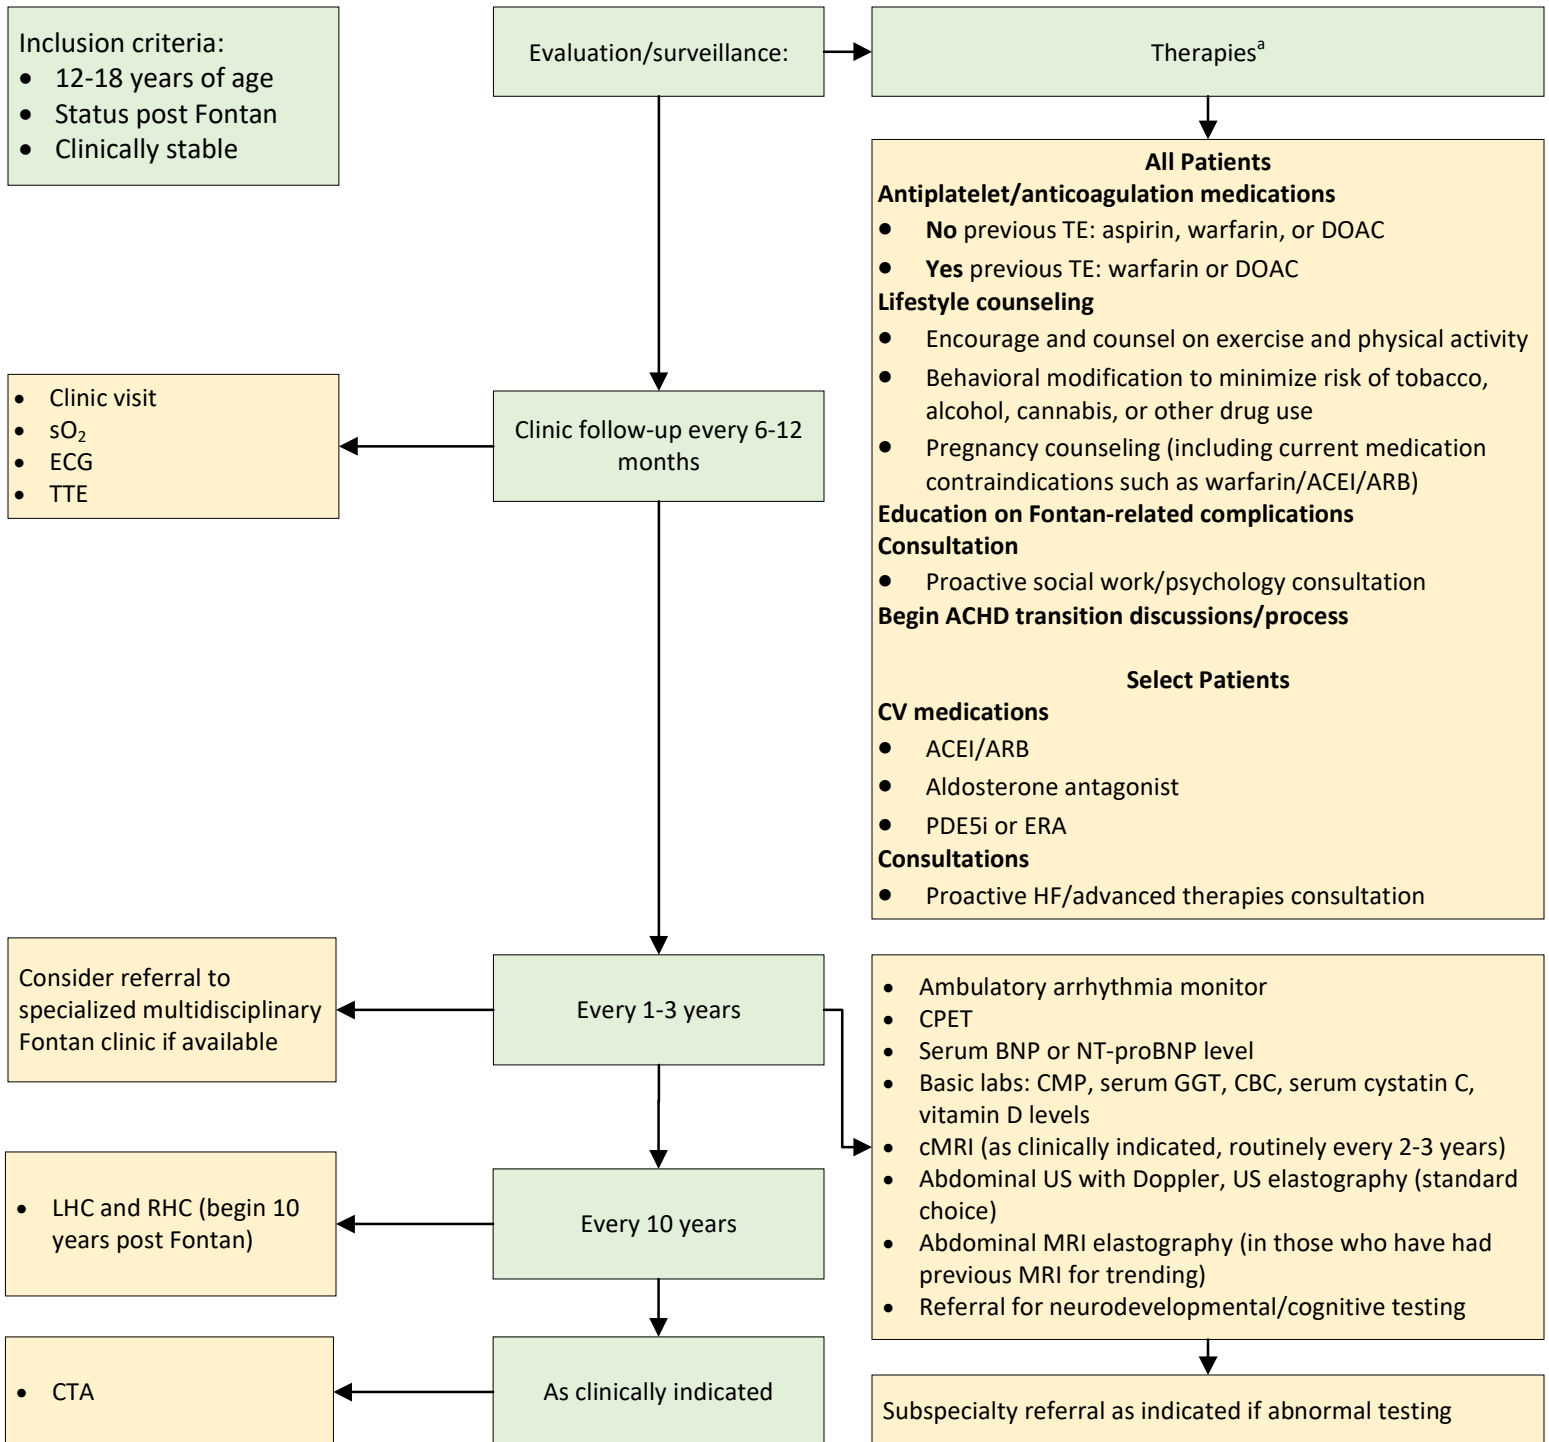 Inclusion criteria:
• 12-18 years of age
• Status post Fontan
• Clinically stable
Evaluation/surveillance:
Therapiesᵃ
All Patients
Antiplatelet/anticoagulation medications
• No previous TE: aspirin, warfarin, or DOAC
• Yes previous TE: warfarin or DOAC
Lifestyle counseling
• Encourage and counsel on exercise and physical activity
• Behavioral modification to minimize risk of tobacco,
alcohol, cannabis, or other drug use
• Pregnancy counseling (including current medication
contraindications such as warfarin/ACEI/ARB)
Education on Fontan-related complications
Consultation
• Proactive social work/psychology consultation
Begin ACHD transition discussions/process
Select Patients
CV medications
• ACEI/ARB
• Aldosterone antagonist
• PDE5i or ERA
Consultations
• Proactive HF/advanced therapies consultation
Clinic follow-up every 6-12
months
• Clinic visit
• sO₂
• ECG
• TTE
Every 1-3 years
Consider referral to
specialized multidisciplinary
Fontan clinic if available
• Ambulatory arrhythmia monitor
• CPET
• Serum BNP or NT-proBNP level
• Basic labs: CMP, serum GGT, CBC, serum cystatin C,
vitamin D levels
• cMRI (as clinically indicated, routinely every 2-3 years)
• Abdominal US with Doppler, US elastography (standard
choice)
• Abdominal MRI elastography (in those who have had
previous MRI for trending)
• Referral for neurodevelopmental/cognitive testing
Every 10 years
• LHC and RHC (begin 10
years post Fontan)
As clinically indicated
• CTA
Subspecialty referral as indicated if abnormal testing